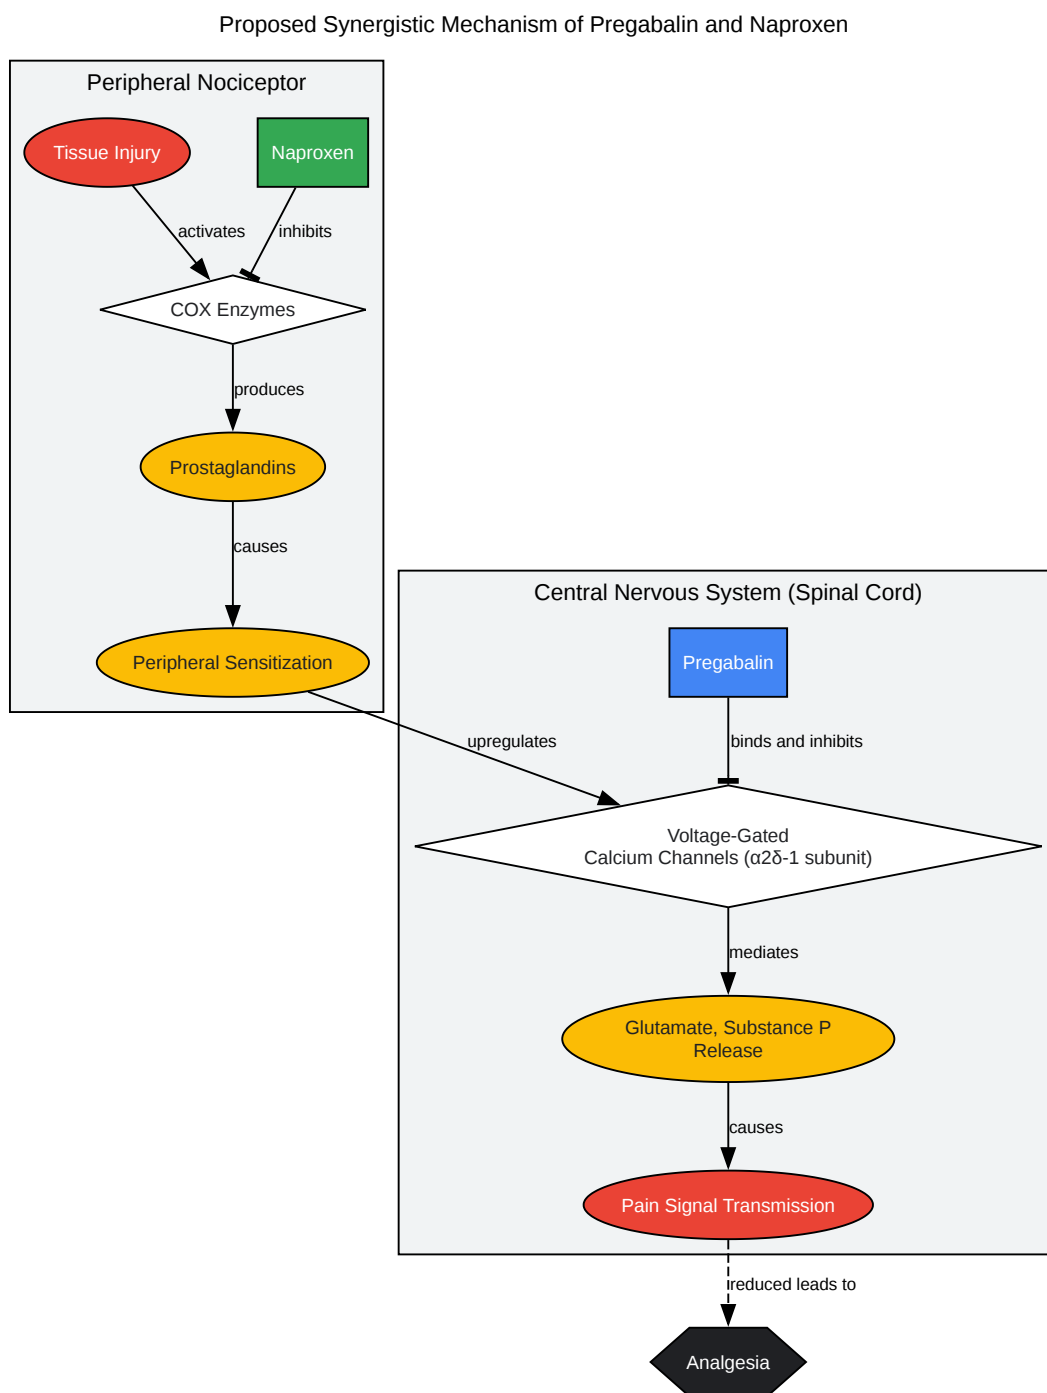 Proposed Synergistic Mechanism of Pregabalin and Naproxen
Peripheral Nociceptor
Tissue Injury
Naproxen
activates
inhibits
COX Enzymes
produces
Prostaglandins
causes
Peripheral Sensitization
Central Nervous System (Spinal Cord)
Pregabalin
upregulates
binds and inhibits
Voltage-Gated
Calcium Channels (α2δ-1 subunit)
mediates
Glutamate, Substance P
Release
causes
Pain Signal Transmission
reduced leads to
Analgesia